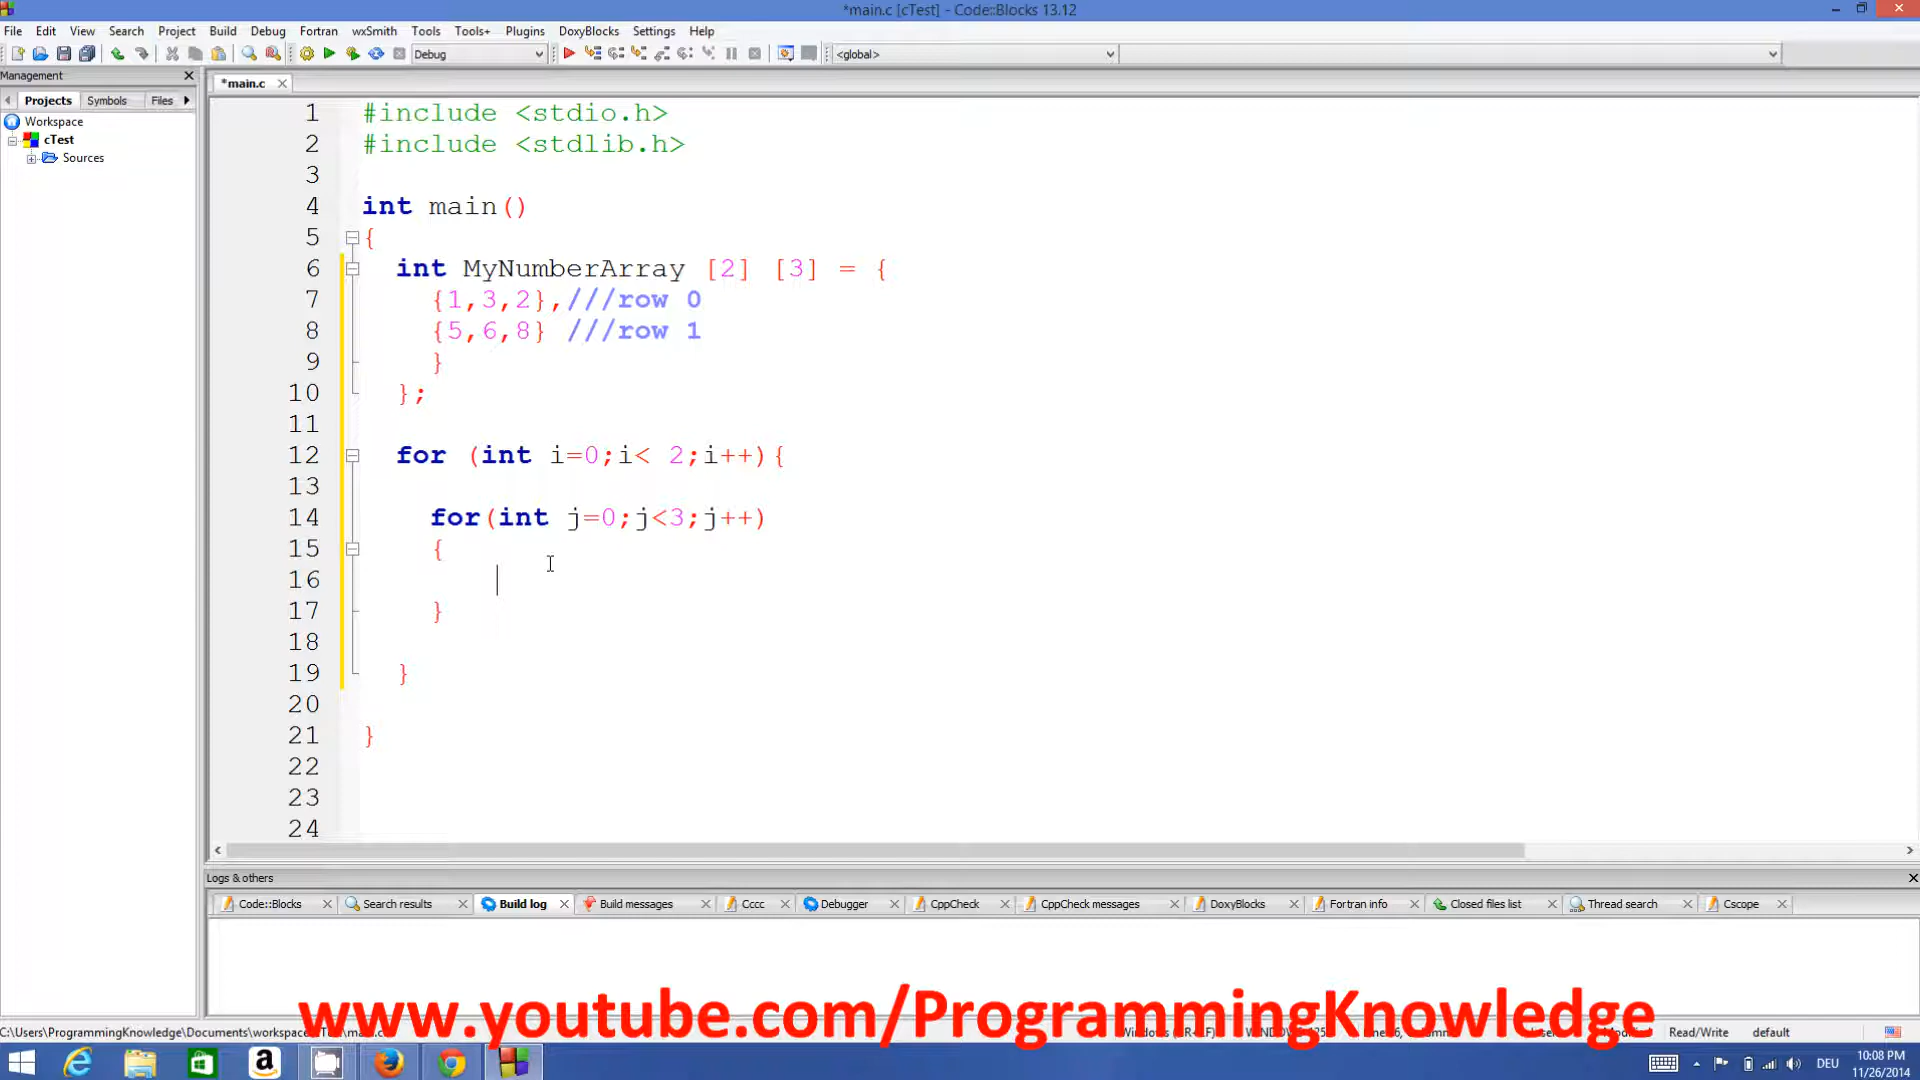 *main.c [cTest] - Code::Blocks 13.12
File Edit View Search Project Build Debug Fortran wxSmith Tools Tools+ Plugins DoxyBlocks Settings Help
Debug <global>
Management
*main.c
Projects Symbols Files
Workspace
cTest
Sources
1 #include <stdio.h>
2 #include <stdlib.h>
3
4 int main()
5 {
6 int MyNumberArray [2] [3] = {
7 {1,3,2},///row 0
8 {5,6,8} ///row 1
9 }
10 };
11
12 for (int i=0;i< 2;i++){
13
14 for(int j=0;j<3;j++)
15 {
16
17 }
18
19 }
20
21 }
22
23
24
Logs & others
Code::Blocks Search results Build log Build messages Cccc Debugger CppCheck CppCheck messages DoxyBlocks Fortran info Closed files list Thread search Cscope
www.youtube.com/ProgrammingKnowledge
C:\Users\ProgrammingKnowledge\Documents\workspace Read/Write default
DEU
10:08 PM
11/26/2014